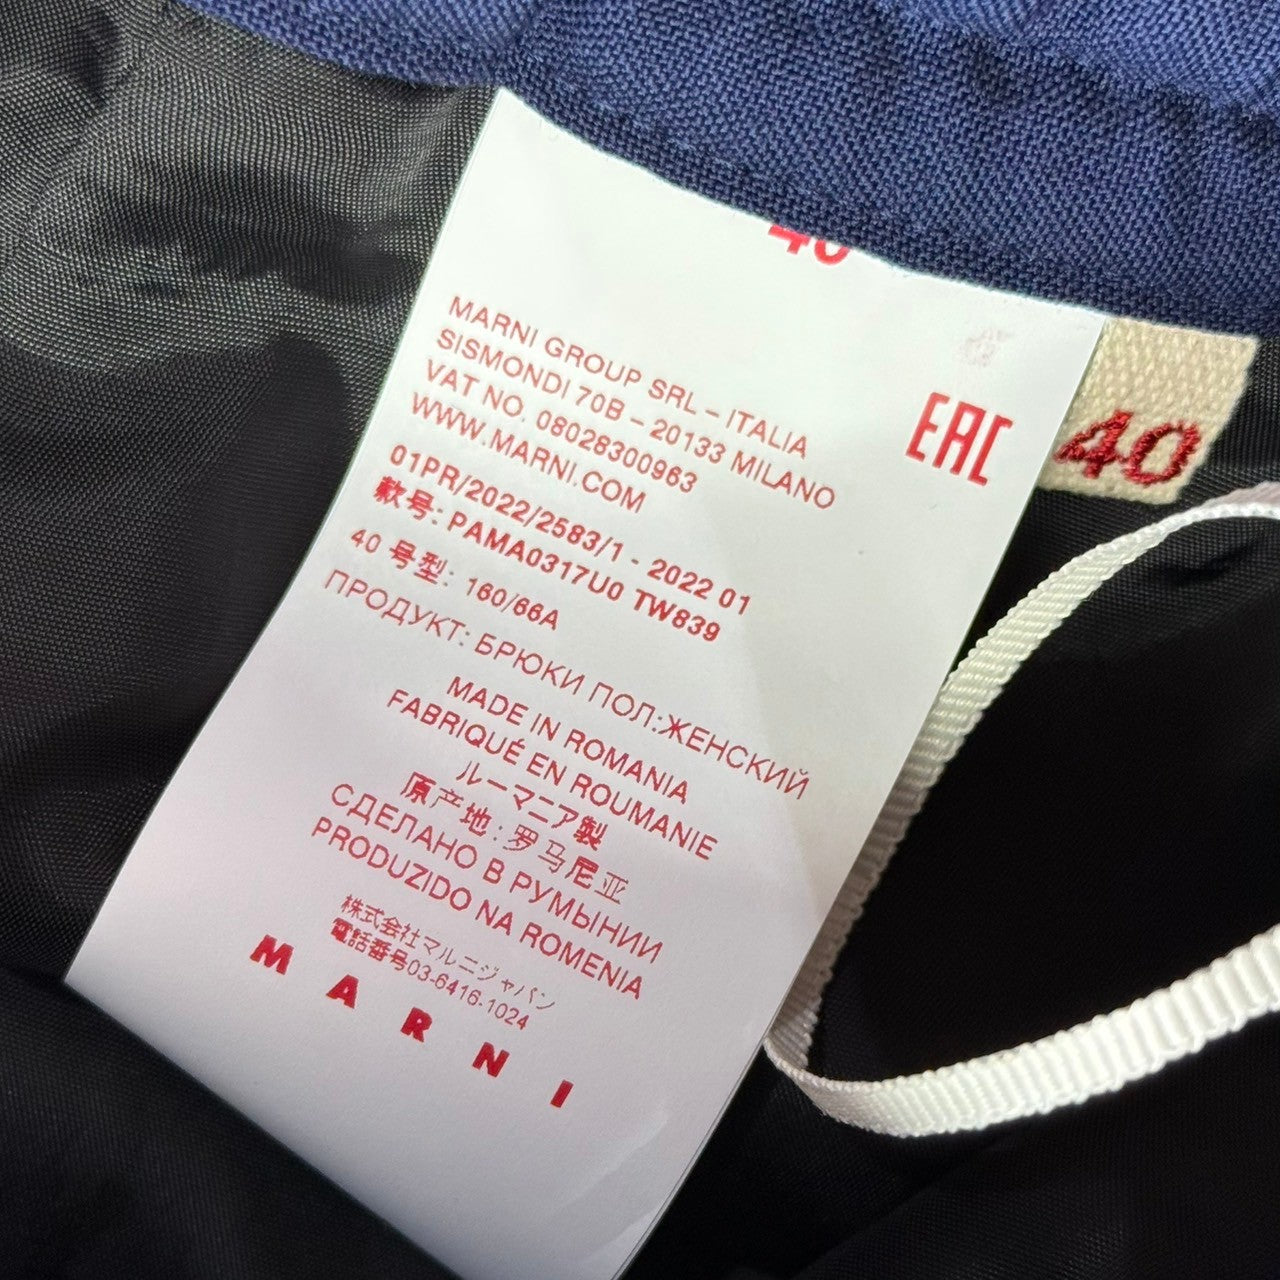 40
MARNI GROUP SRL – ITALIA
SISMONDI 70B – 20133 MILANO
VAT NO. 08028300963
WWW.MARNI.COM
EAC
40
01PR/2022/2583/1 - 2022 01
款号: PAMA0317U0 TW839
40 号型: 160/66A
ПРОДУКТ: БРЮКИ ПОЛ:ЖЕНСКИЙ
MADE IN ROMANIA
FABRIQUÉ EN ROUMANIE
ルーマニア製
原产地: 罗马尼亚
СДЕЛАНО В РУМЫНИИ
PRODUZIDO NA ROMENIA
株式会社マルニジャパン
電話番号03-6416-1024
MARNI